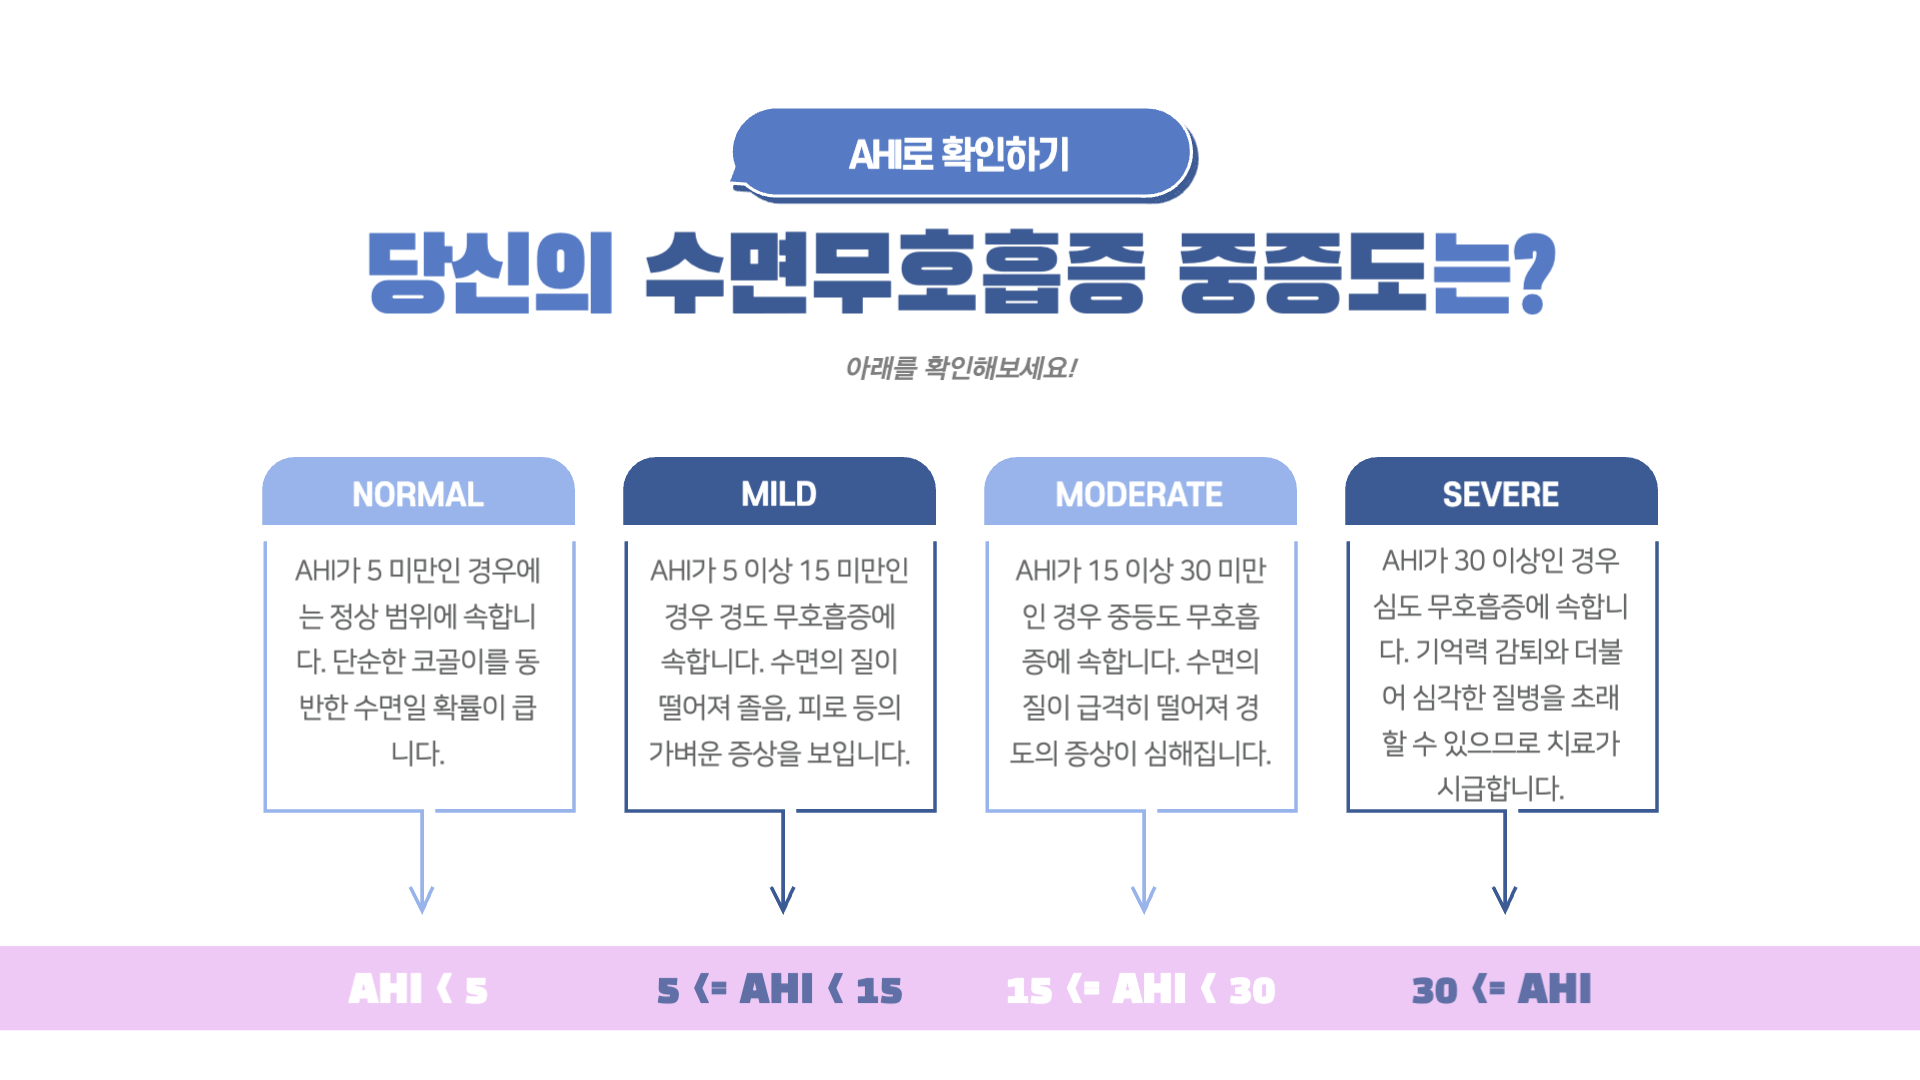 AHI로 확인하기
당신의 수면무호흡증 중증도는?
아래를 확인해보세요!
NORMAL
AHI가 5 미만인 경우에
는 정상 범위에 속합니
다. 단순한 코골이를 동
반한 수면일 확률이 큽
니다.
MILD
AHI가 5 이상 15 미만인
경우 경도 무호흡증에
속합니다. 수면의 질이
떨어져 졸음, 피로 등의
가벼운 증상을 보입니다.
MODERATE
AHI가 15 이상 30 미만
인 경우 중등도 무호흡
증에 속합니다. 수면의
질이 급격히 떨어져 경
도의 증상이 심해집니다.
SEVERE
AHI가 30 이상인 경우
심도 무호흡증에 속합니
다. 기억력 감퇴와 더불
어 심각한 질병을 초래
할 수 있으므로 치료가
시급합니다.
AHI < 5
5 <= AHI < 15
15 <= AHI < 30
30 <= AHI